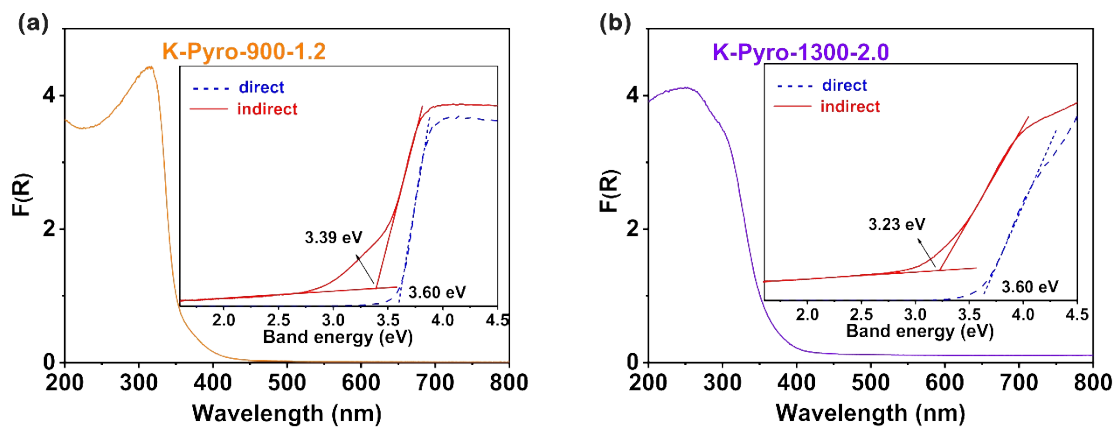 (a)
K-Pyro-900-1.2
direct
indirect
3.39 eV
3.60 eV
2.0 2.5 3.0 3.5 4.0 4.5
Band energy (eV)
F(R)
4
2
0
200 300 400 500 600 700 800
Wavelength (nm)
(b)
K-Pyro-1300-2.0
direct
indirect
3.23 eV
3.60 eV
2.0 2.5 3.0 3.5 4.0 4.5
Band energy (eV)
F(R)
4
2
0
200 300 400 500 600 700 800
Wavelength (nm)